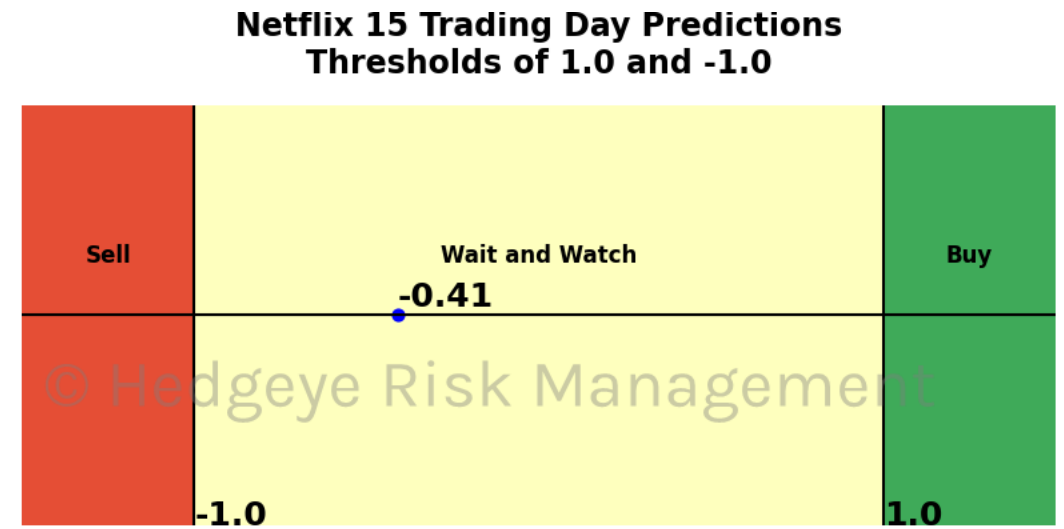 Netflix 15 Trading Day Predictions
Thresholds of 1.0 and -1.0
Sell
Wait and Watch
Buy
-0.41
© Hedgeye Risk Management
-1.0
1.0